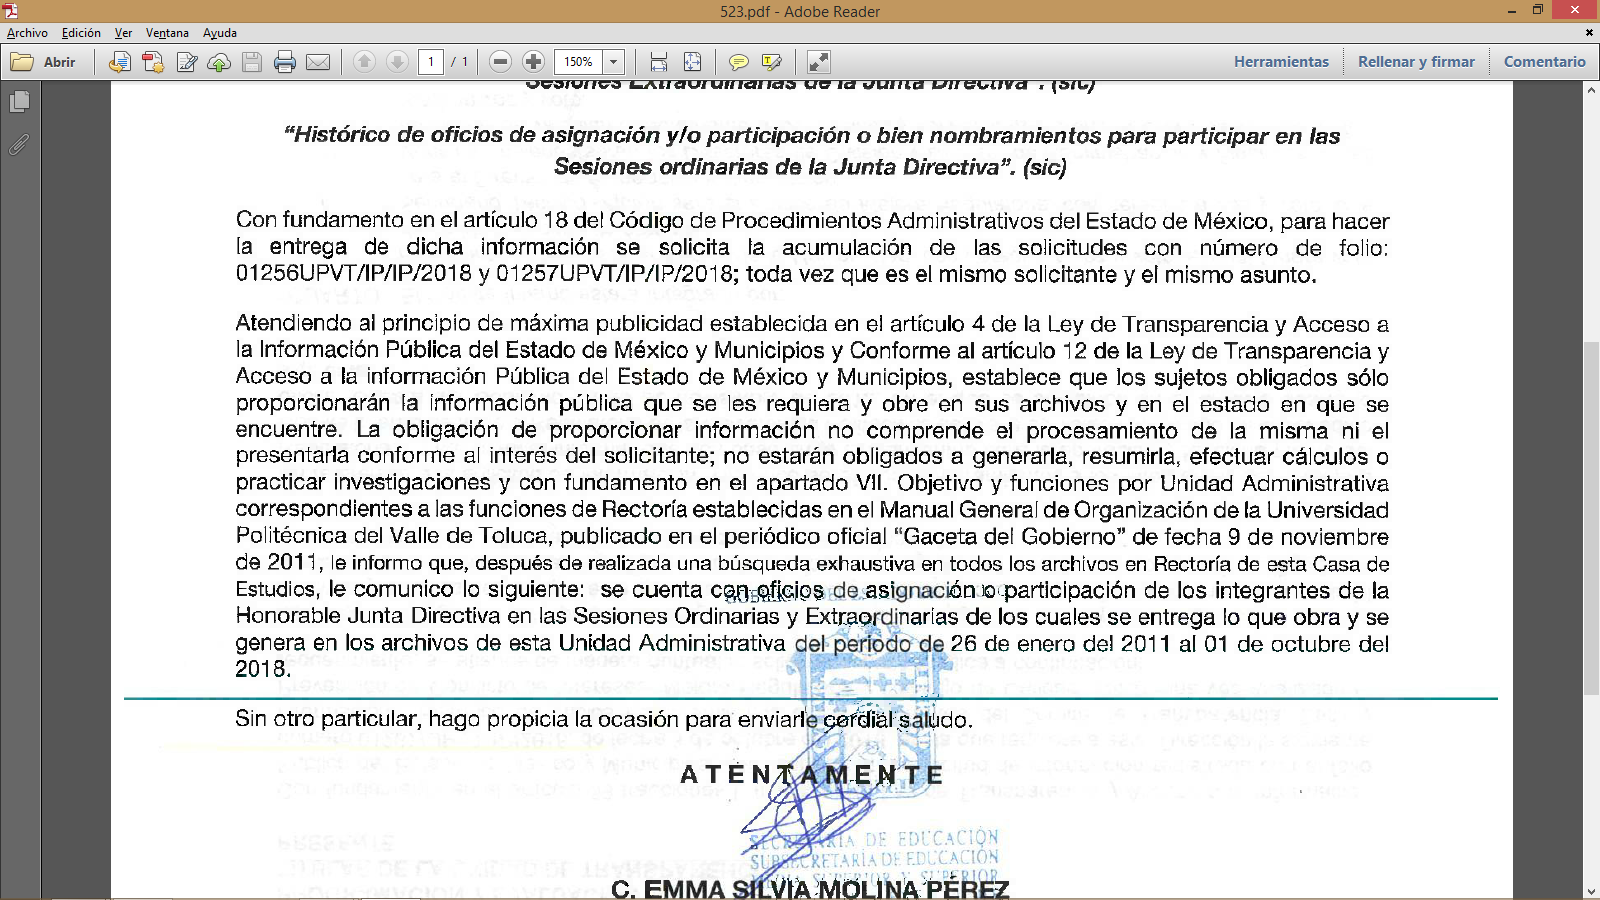 523.pdf - Adobe Reader
Archivo Edición Ver Ventana Ayuda
Abrir 1 / 1 150% Herramientas Rellenar y firmar Comentario
Sesiones Extraordinarias de la Junta Directiva". (sic)
"Histórico de oficios de asignación y/o participación o bien nombramientos para participar en las
Sesiones ordinarias de la Junta Directiva". (sic)
Con fundamento en el artículo 18 del Código de Procedimientos Administrativos del Estado de México, para hacer
la entrega de dicha información se solicita la acumulación de las solicitudes con número de folio:
01256UPVT/IP/IP/2018 y 01257UPVT/IP/IP/2018; toda vez que es el mismo solicitante y el mismo asunto.
Atendiendo al principio de máxima publicidad establecida en el artículo 4 de la Ley de Transparencia y Acceso a
la Información Pública del Estado de México y Municipios y Conforme al artículo 12 de la Ley de Transparencia y
Acceso a la información Pública del Estado de México y Municipios, establece que los sujetos obligados sólo
proporcionarán la información pública que se les requiera y obre en sus archivos y en el estado en que se
encuentre. La obligación de proporcionar información no comprende el procesamiento de la misma ni el
presentarla conforme al interés del solicitante; no estarán obligados a generarla, resumirla, efectuar cálculos o
practicar investigaciones y con fundamento en el apartado VII. Objetivo y funciones por Unidad Administrativa
correspondientes a las funciones de Rectoría establecidas en el Manual General de Organización de la Universidad
Politécnica del Valle de Toluca, publicado en el periódico oficial "Gaceta del Gobierno" de fecha 9 de noviembre
de 2011, le informo que, después de realizada una búsqueda exhaustiva en todos los archivos en Rectoría de esta Casa de
Estudios, le comunico lo siguiente: se cuenta con oficios de asignación o participación de los integrantes de la
Honorable Junta Directiva en las Sesiones Ordinarias y Extraordinarias de los cuales se entrega lo que obra y se
genera en los archivos de esta Unidad Administrativa del periodo de 26 de enero del 2011 al 01 de octubre del
2018.
Sin otro particular, hago propicia la ocasión para enviarle cordial saludo.
ATENTAMENTE
SECRETARÍA DE EDUCACIÓN
SUBSECRETARÍA DE EDUCACIÓN
MEDIA SUPERIOR Y SUPERIOR
C. EMMA SILVIA MOLINA PÉREZ